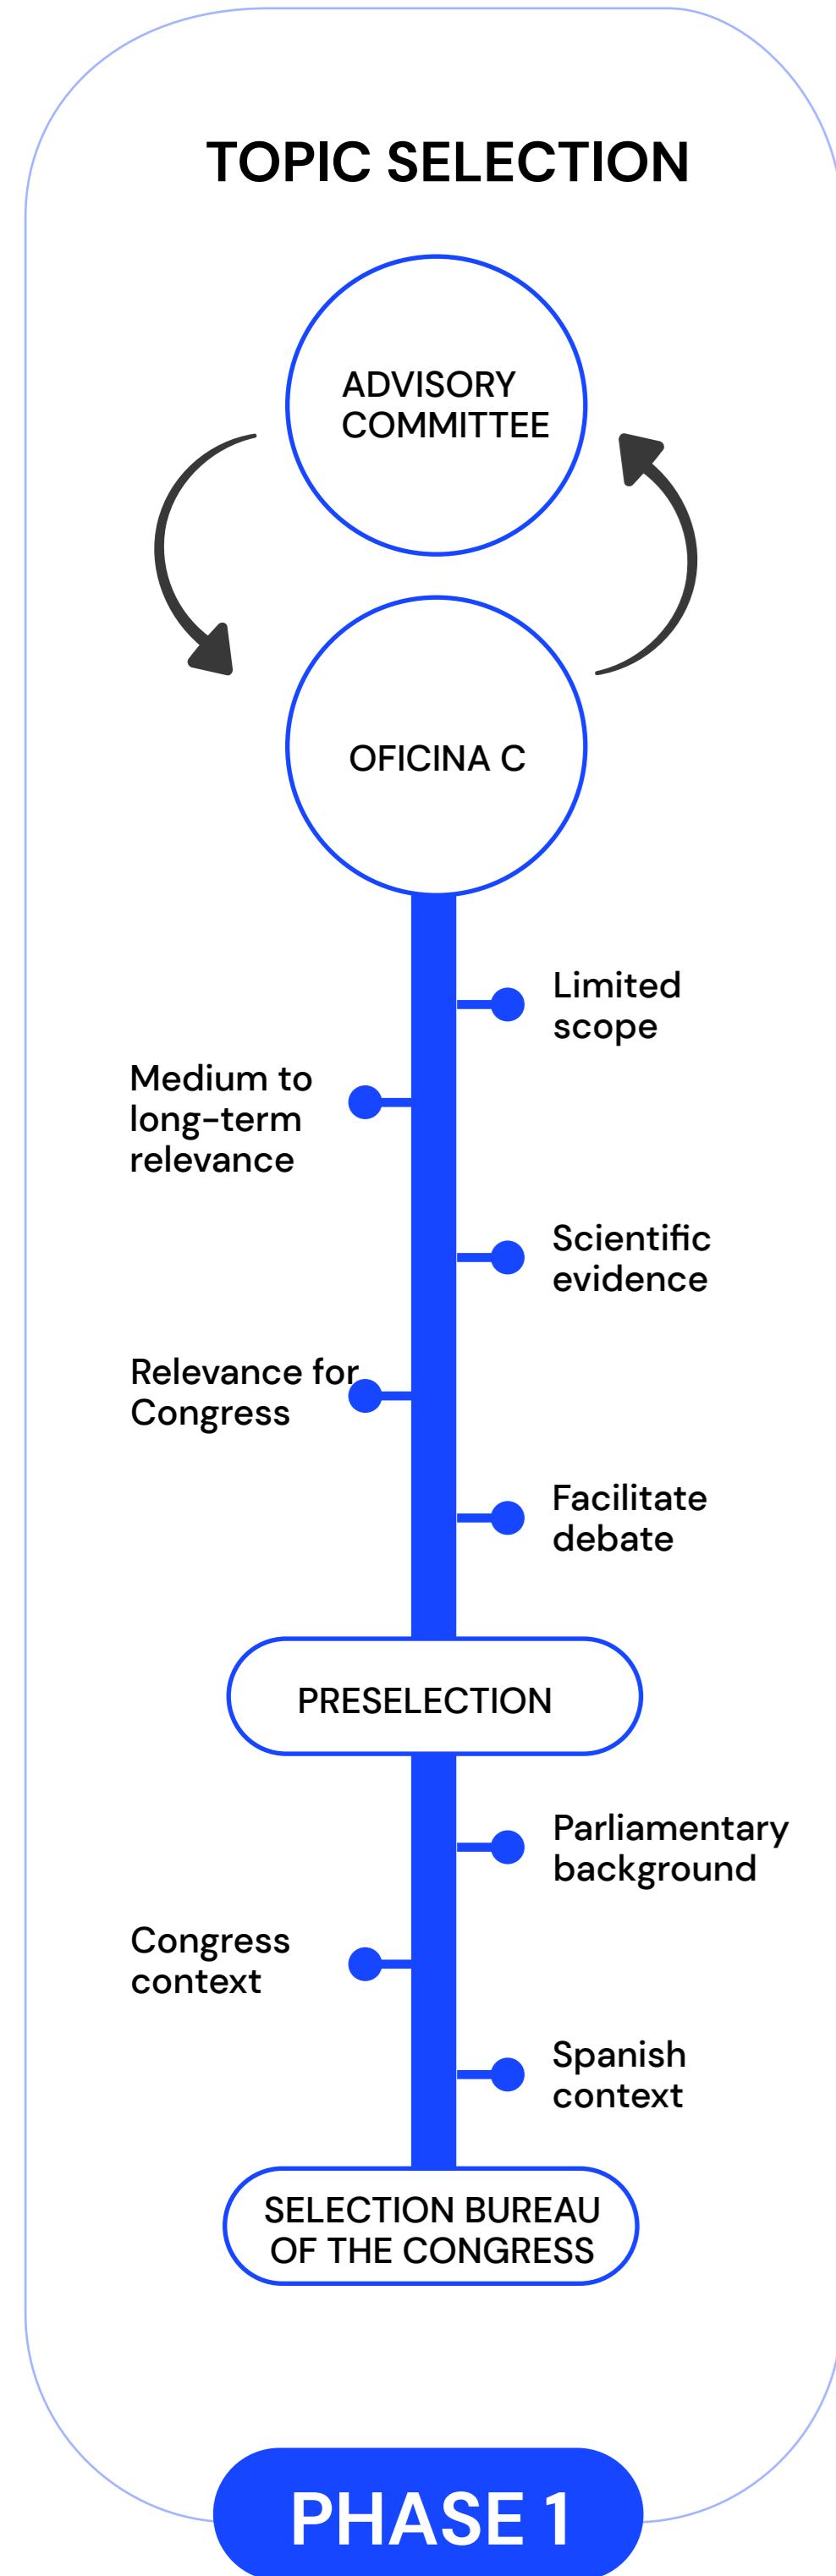 TOPIC SELECTION
ADVISORY
COMMITTEE
OFICINA C
Limited
scope
Medium to
long-term
relevance
Scientific
evidence
Relevance for
Congress
Facilitate
debate
PRESELECTION
Parliamentary
background
Congress
context
Spanish
context
SELECTION BUREAU
OF THE CONGRESS
PHASE 1